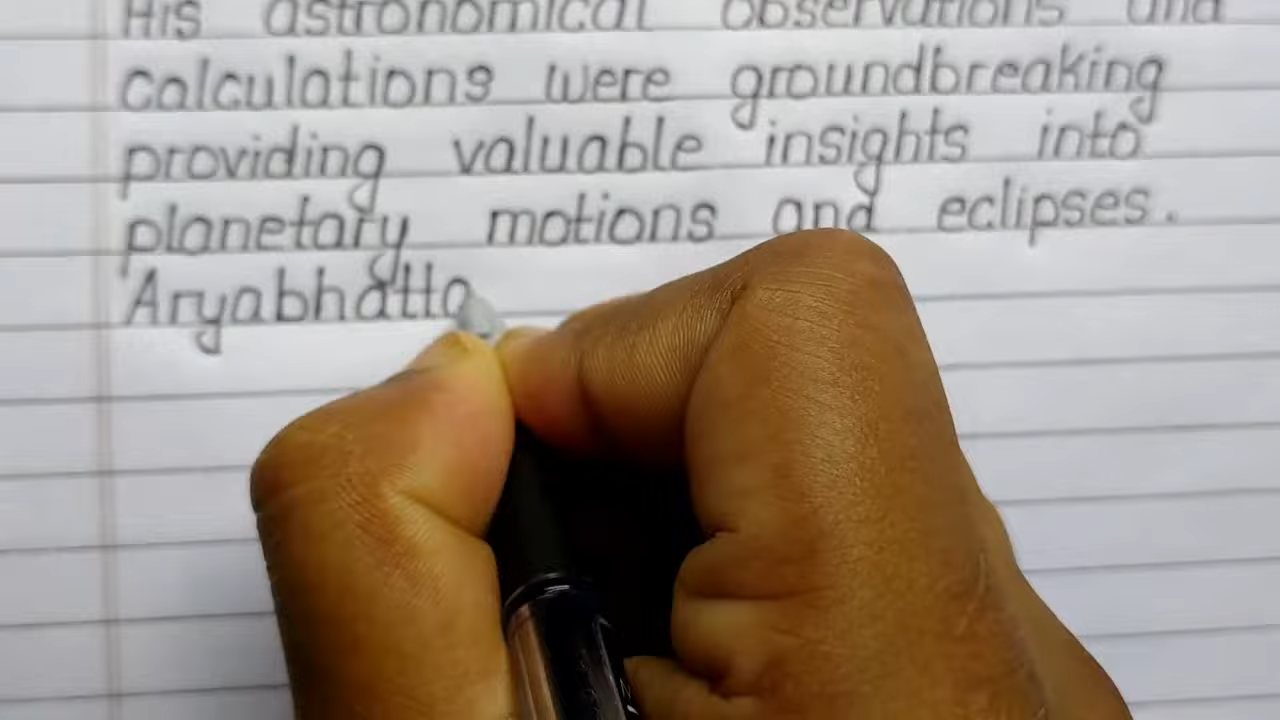 His astronomical observations and
calculations were groundbreaking
providing valuable insights into
planetary motions and eclipses.
Aryabhatta